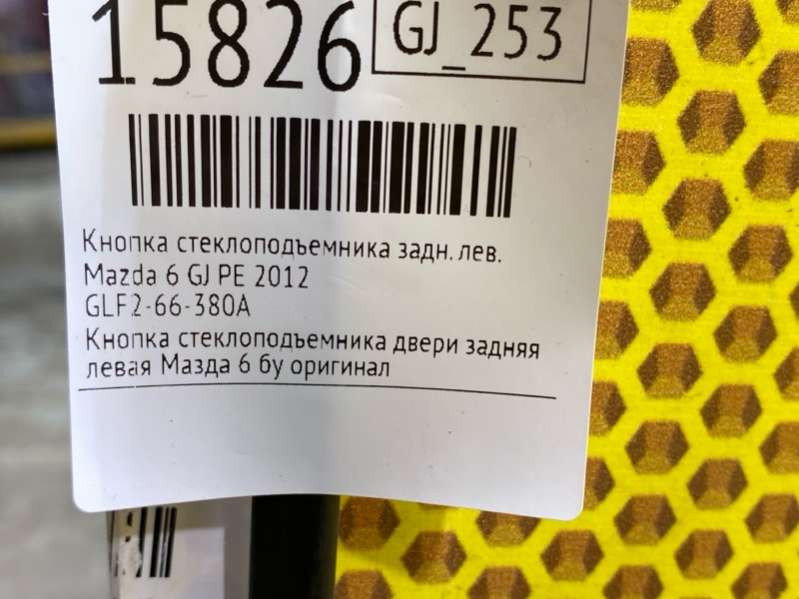 15826
GJ_253
Кнопка стеклоподъемника задн. лев.
Mazda 6 GJ PE 2012
GLF2-66-380A
Кнопка стеклоподъемника двери задняя
левая Мазда 6 бу оригинал